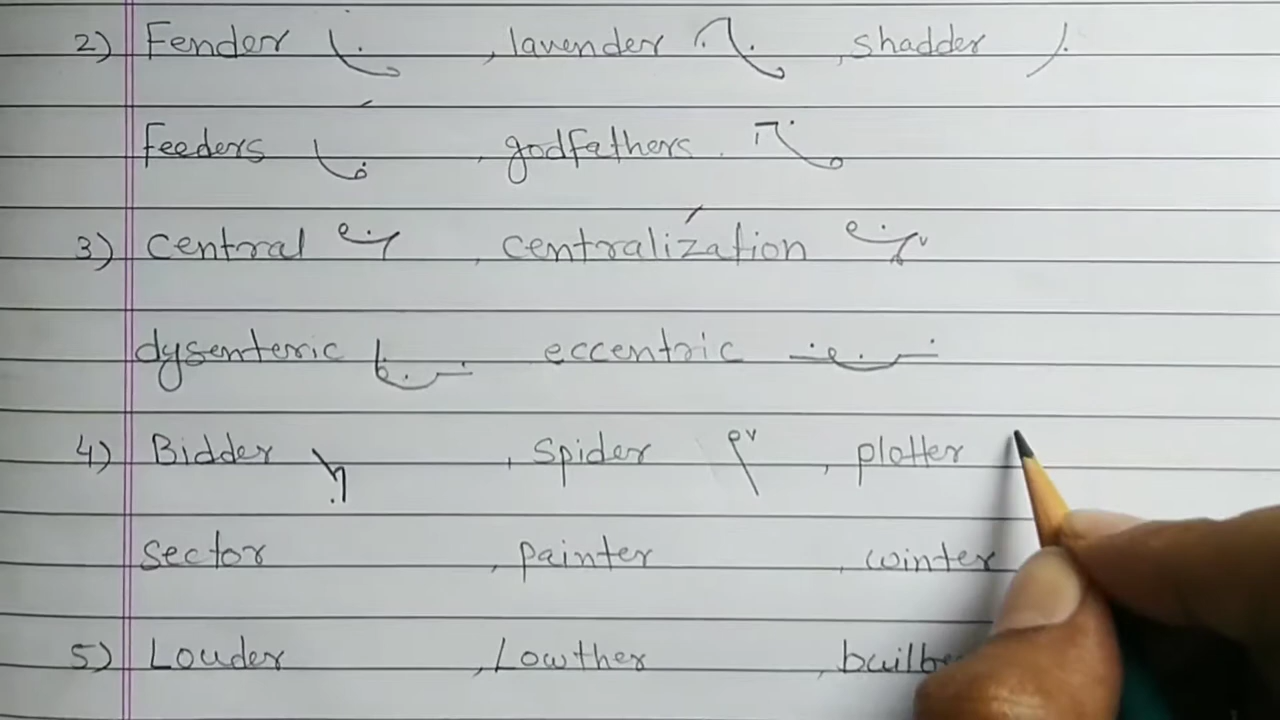 2) Fender , lavender , shadder
feeders , godfathers.
3) Central , centralization
dysenteric eccentric
4) Bidder , spider , plotter
sector , painter , winter
5) Louder , Lowther ,